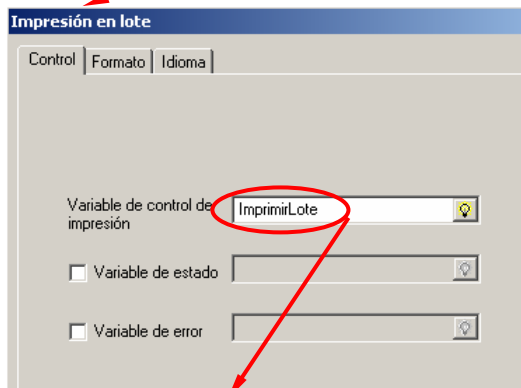 Impresión en lote
Control Formato Idioma
Variable de control de
impresión
ImprimirLote
Variable de estado
Variable de error